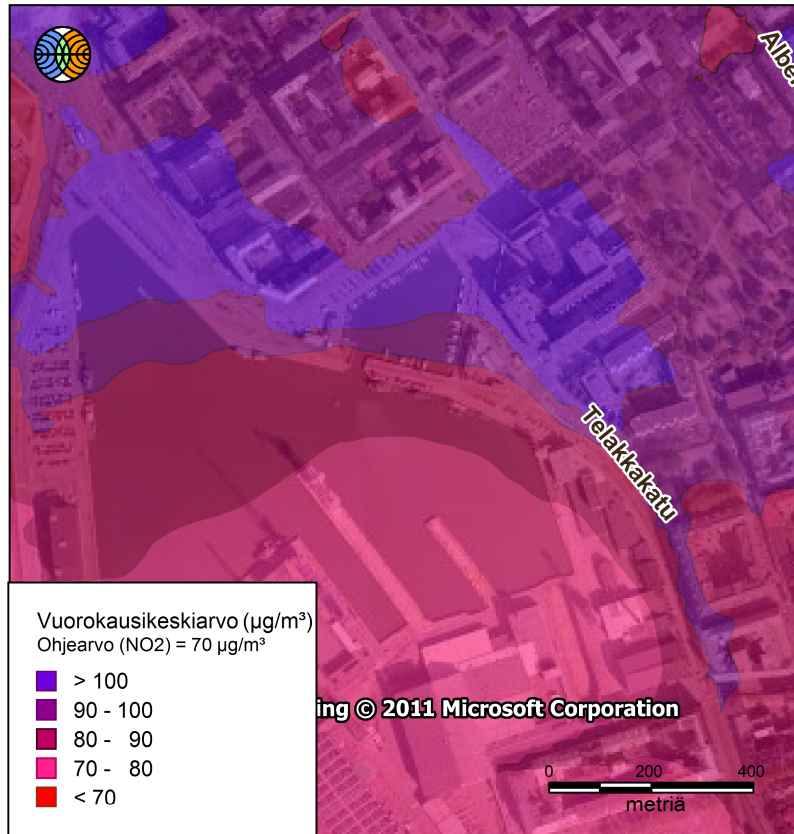 Albe
Telakkakatu
Vuorokausikeskiarvo (µg/m³)
Ohjearvo (NO2) = 70 µg/m³
> 100
90 - 100
80 - 90
70 - 80
< 70
ing © 2011 Microsoft Corporation
0 200 400
metriä